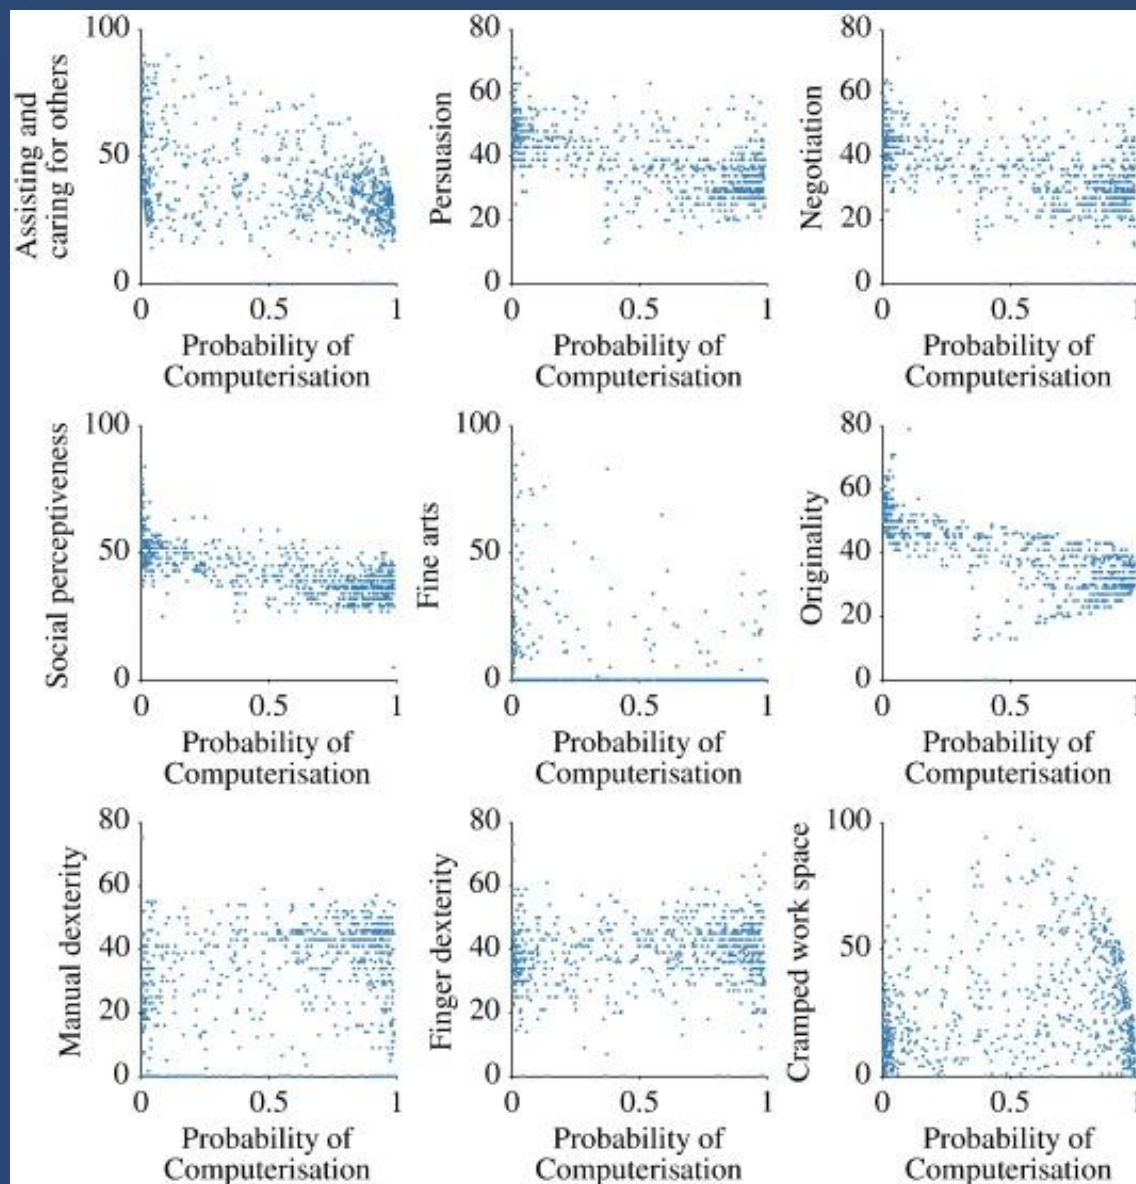 100
50
0
Assisting and
caring for others
0 0.5 1
Probability of
Computerisation
80
60
40
20
0
Persuasion
0 0.5 1
Probability of
Computerisation
80
60
40
20
0
Negotiation
0 0.5 1
Probability of
Computerisation
100
50
0
Social perceptiveness
0 0.5 1
Probability of
Computerisation
100
50
0
Fine arts
0 0.5 1
Probability of
Computerisation
80
60
40
20
0
Originality
0 0.5 1
Probability of
Computerisation
80
60
40
20
0
Manual dexterity
0 0.5 1
Probability of
Computerisation
80
60
40
20
0
Finger dexterity
0 0.5 1
Probability of
Computerisation
100
50
0
Cramped work space
0 0.5 1
Probability of
Computerisation